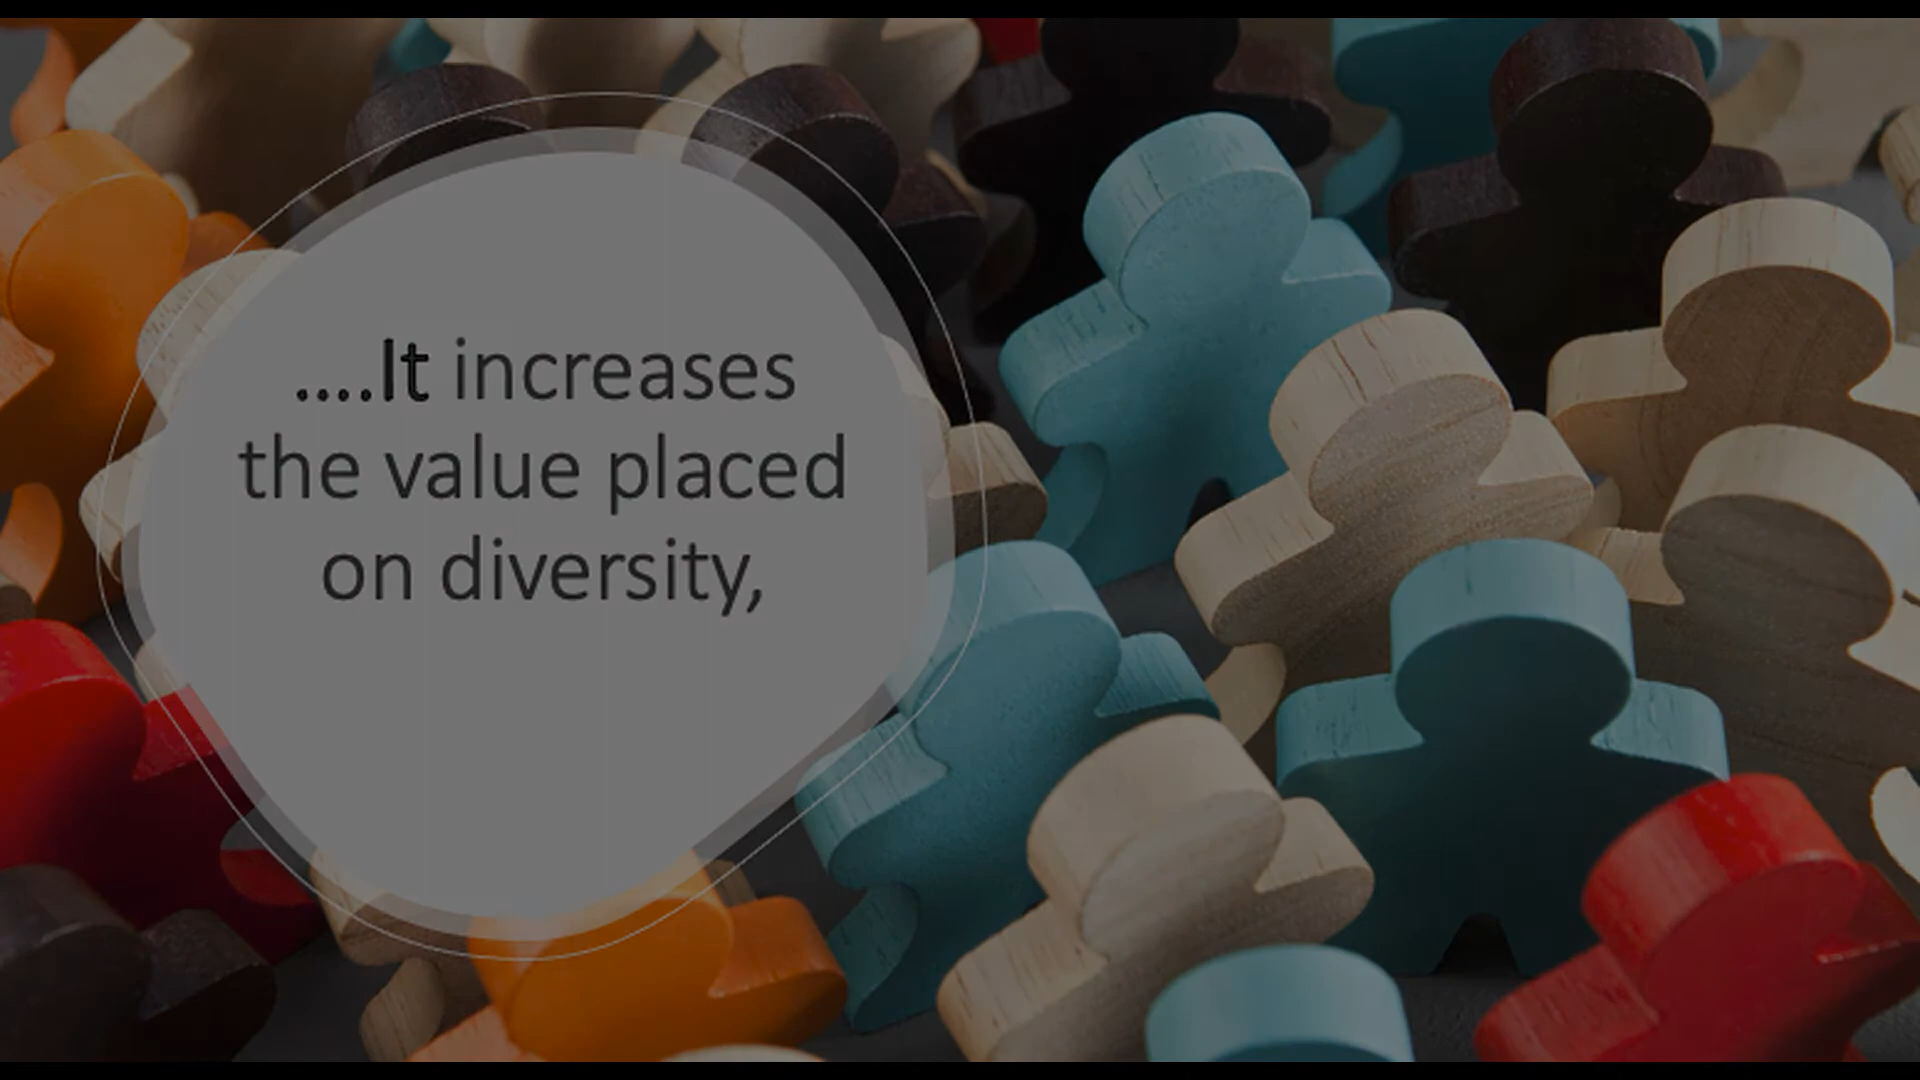 ....It increases
the value placed
on diversity,